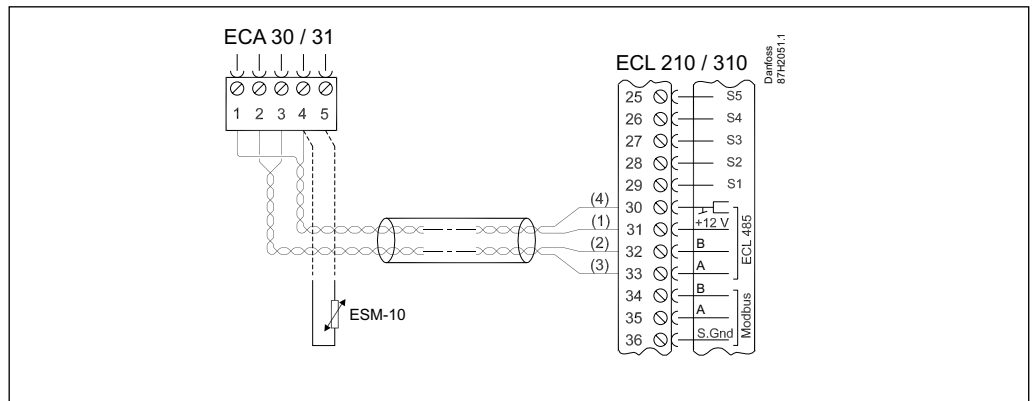 ECA 30 / 31
1 2 3 4 5
ESM-10
ECL 210 / 310
Danfoss
87H2051.1
25 S5
26 S4
27 S3
28 S2
29 S1
(4) 30
(1) 31 +12 V
(2) 32 B
(3) 33 A
ECL 485
34 B
35 A
36 S.Gnd
Modbus